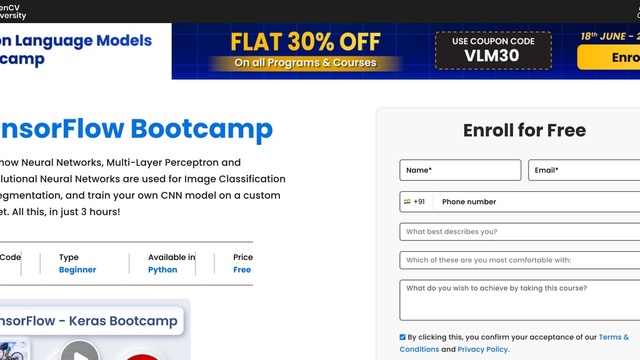 enCV
versity
on Language Models
camp
FLAT 30% OFF
On all Programs & Courses
USE COUPON CODE
VLM30
18th JUNE - 2
Enro
nsorFlow Bootcamp
now Neural Networks, Multi-Layer Perceptron and
olutional Neural Networks are used for Image Classification
egmentation, and train your own CNN model on a custom
et. All this, in just 3 hours!
Code
Type
Beginner
Available in
Python
Price
Free
nsorFlow - Keras Bootcamp
Enroll for Free
Name*
Email*
+91
Phone number
What best describes you?
Which of these are you most comfortable with:
What do you wish to achieve by taking this course?
By clicking this, you confirm your acceptance of our Terms &
Conditions and Privacy Policy.